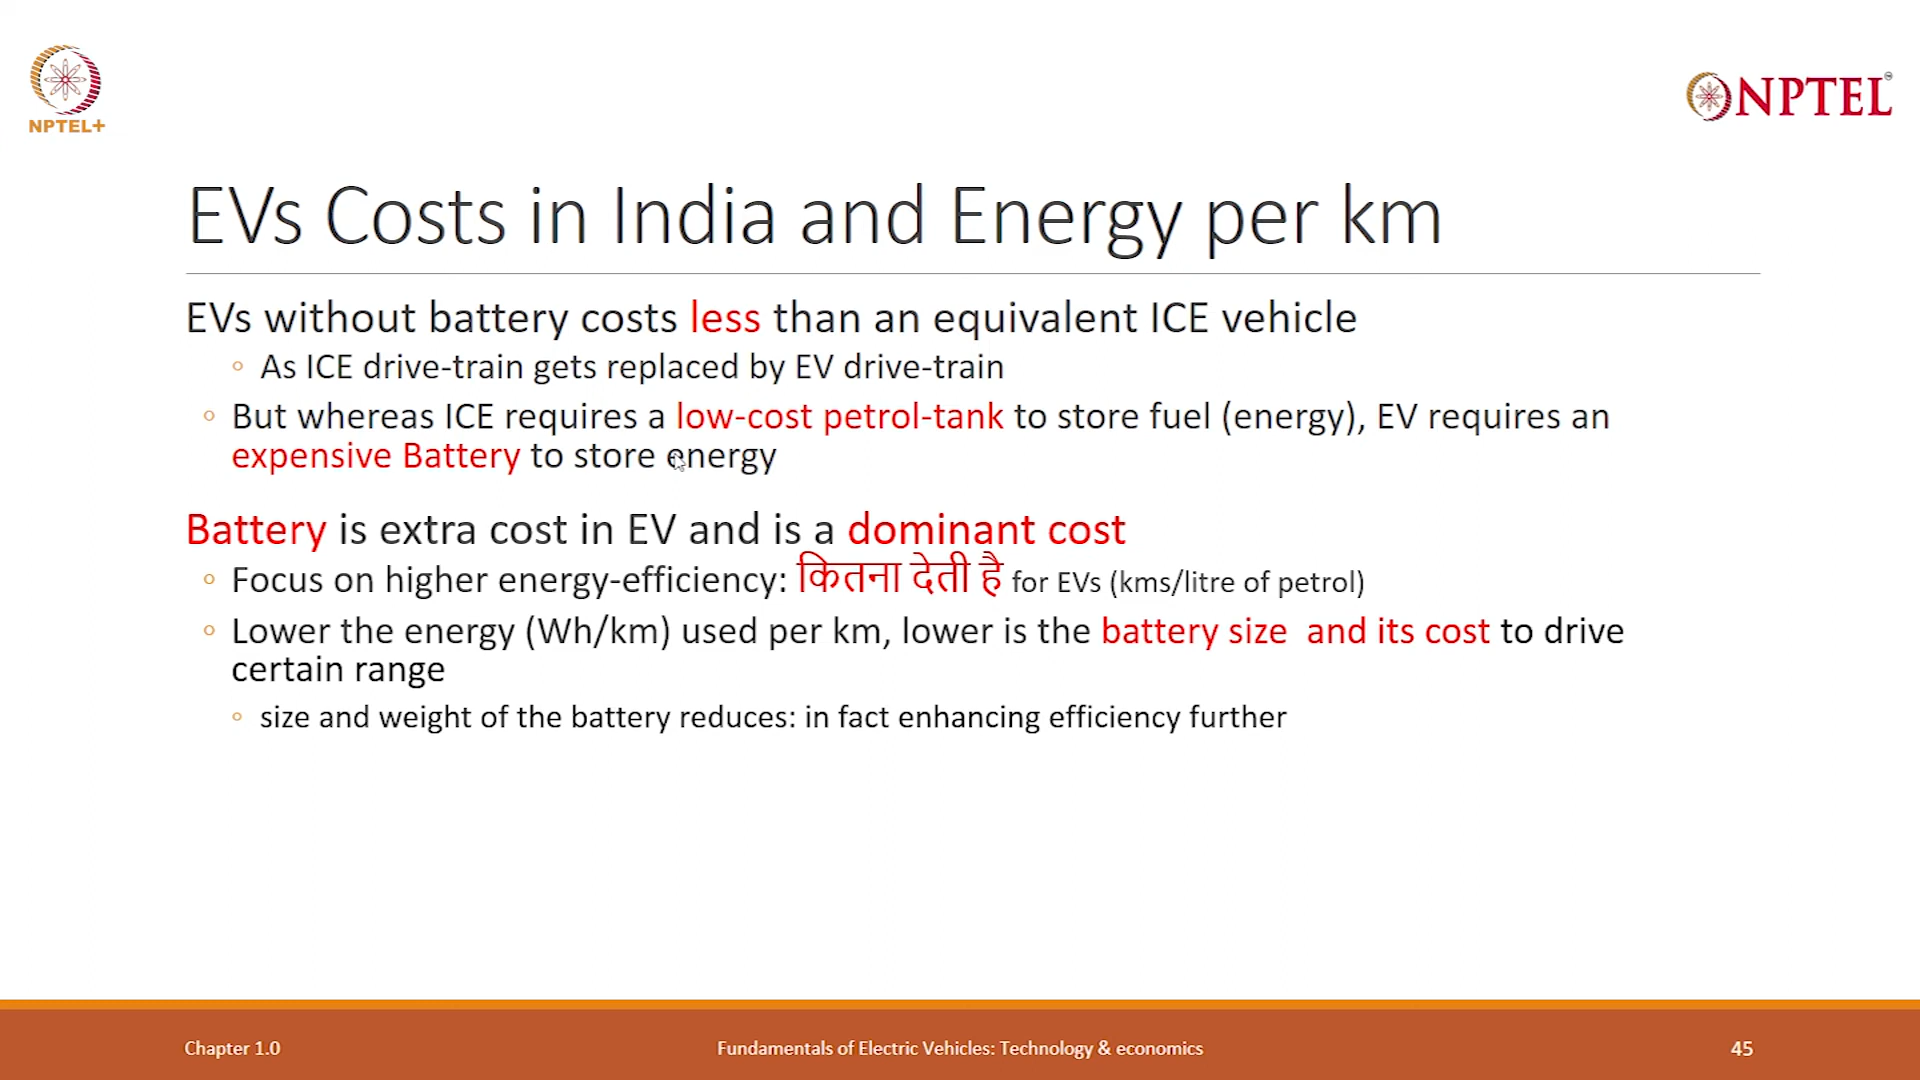 NPTEL+
NPTEL™
EVs Costs in India and Energy per km
EVs without battery costs less than an equivalent ICE vehicle
◦ As ICE drive-train gets replaced by EV drive-train
◦ But whereas ICE requires a low-cost petrol-tank to store fuel (energy), EV requires an
expensive Battery to store energy
Battery is extra cost in EV and is a dominant cost
◦ Focus on higher energy-efficiency: कितना देती है for EVs (kms/litre of petrol)
◦ Lower the energy (Wh/km) used per km, lower is the battery size and its cost to drive
certain range
◦ size and weight of the battery reduces: in fact enhancing efficiency further
Chapter 1.0
Fundamentals of Electric Vehicles: Technology & economics
45